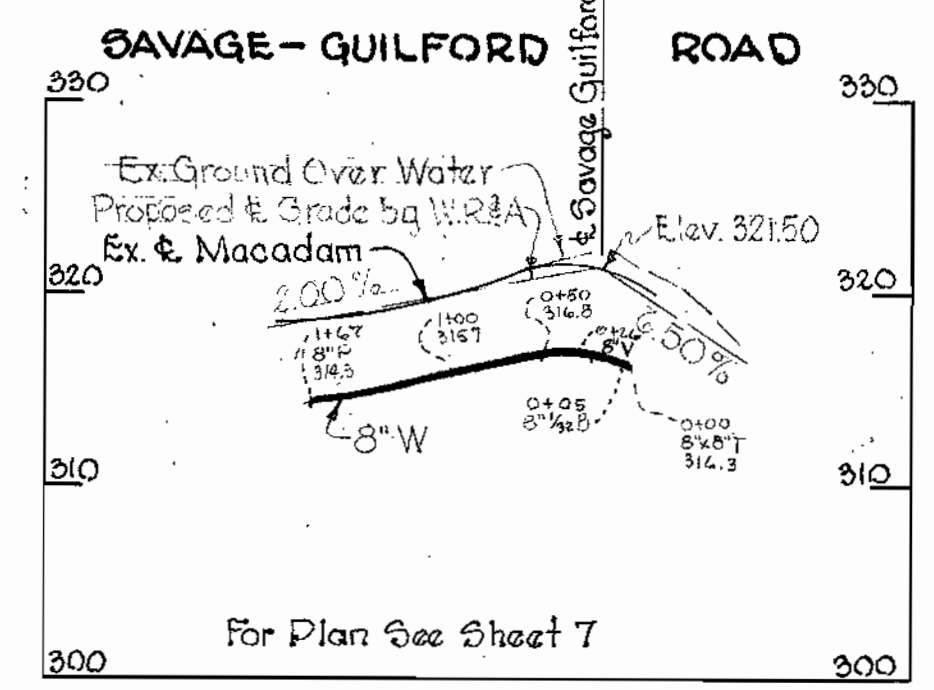 SAVAGE-GUILFORD ROAD
330
330
℄ Savage Guilford
Ex. Ground Over Water
Proposed ℄ Grade by W.R.&A
Ex. ℄ Macadam
Elev. 321.50
320
320
2.00%
6.50%
1+67
8"P
314.3
1+00
315.7
0+50
316.8
0+26
8"V
0+05
8" 1/32 B
0+00
8"x8"T
316.3
8" W
310
310
For Plan See Sheet 7
300
300